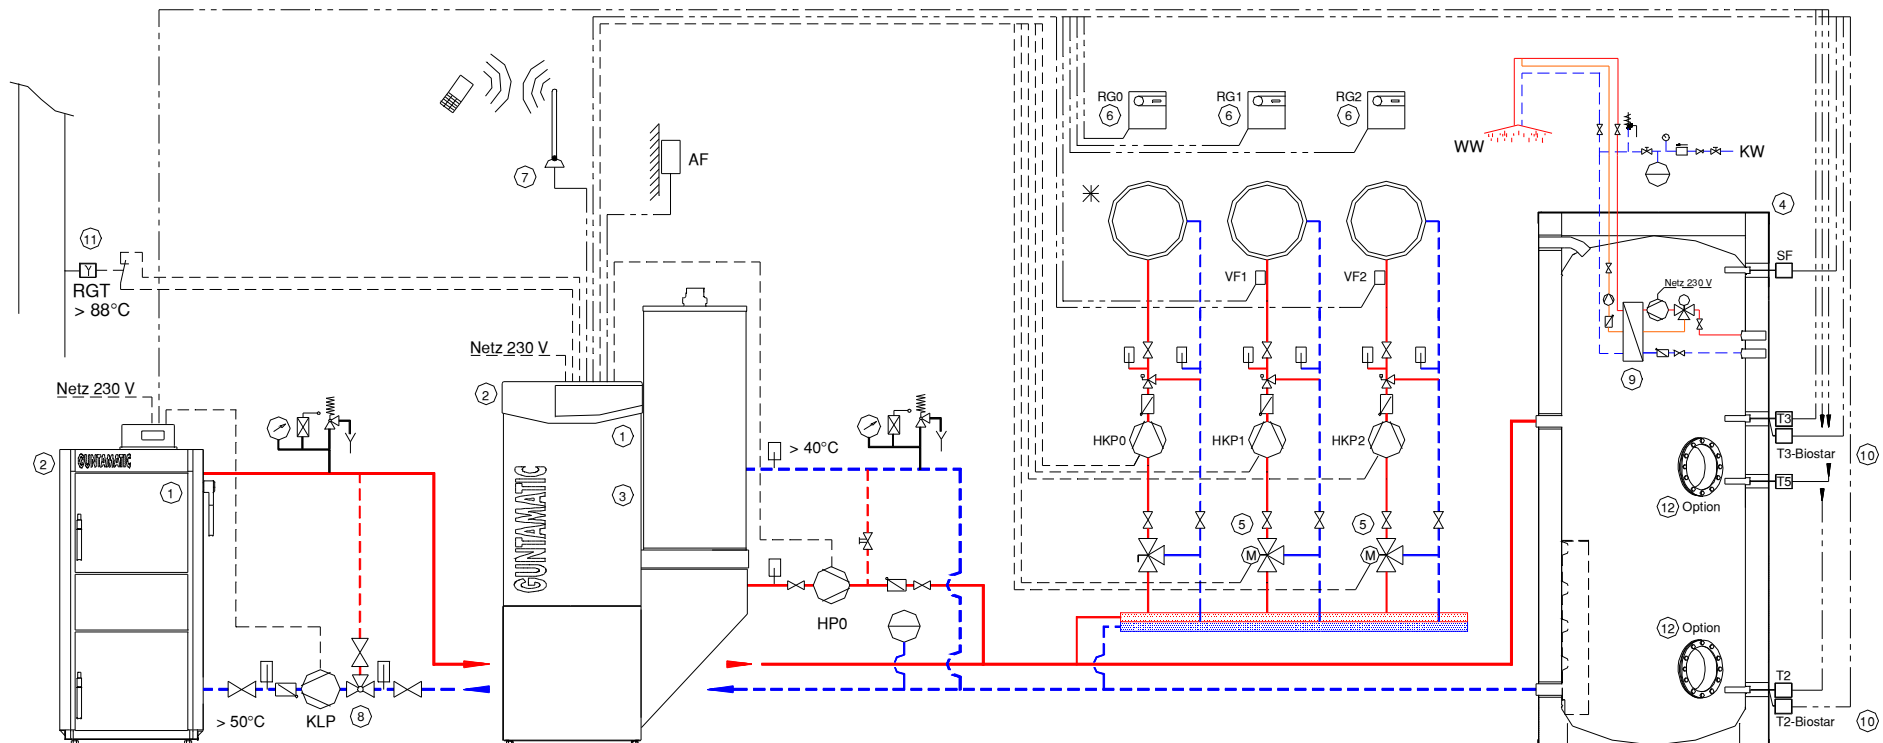 RG0
6
RG1
6
RG2
6
WW
KW
7
AF
4
11
Y
RGT
> 88°C
SF
VF1
VF2
Netz 230 V
9
Netz 230 V
Netz 230 V
2
1
2
GUNTAMATIC
1
HKP0
HKP1
HKP2
T3
T3-Biostar
10
> 40°C
T5
3
GUNTAMATIC
12 Option
5
5
M
M
HP0
12 Option
T2
T2-Biostar
10
> 50°C
KLP
8